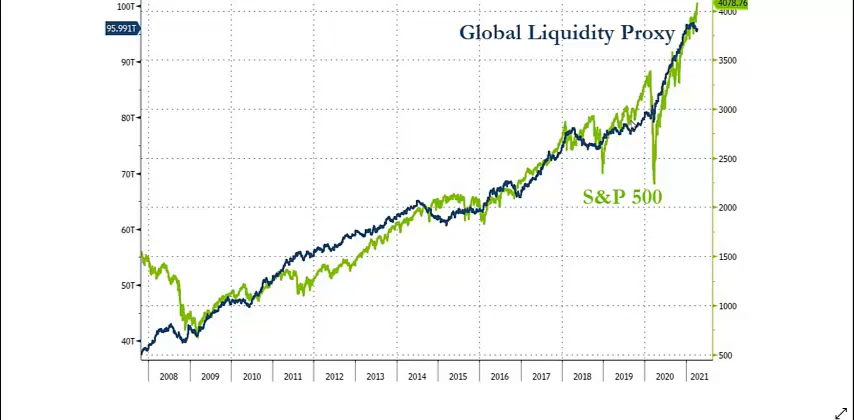 100T
95.991T
90T
80T
70T
60T
50T
40T
Global Liquidity Proxy
S&P 500
4078.76
4000
3500
3000
2500
2000
1500
1000
500
2008 2009 2010 2011 2012 2013 2014 2015 2016 2017 2018 2019 2020 2021